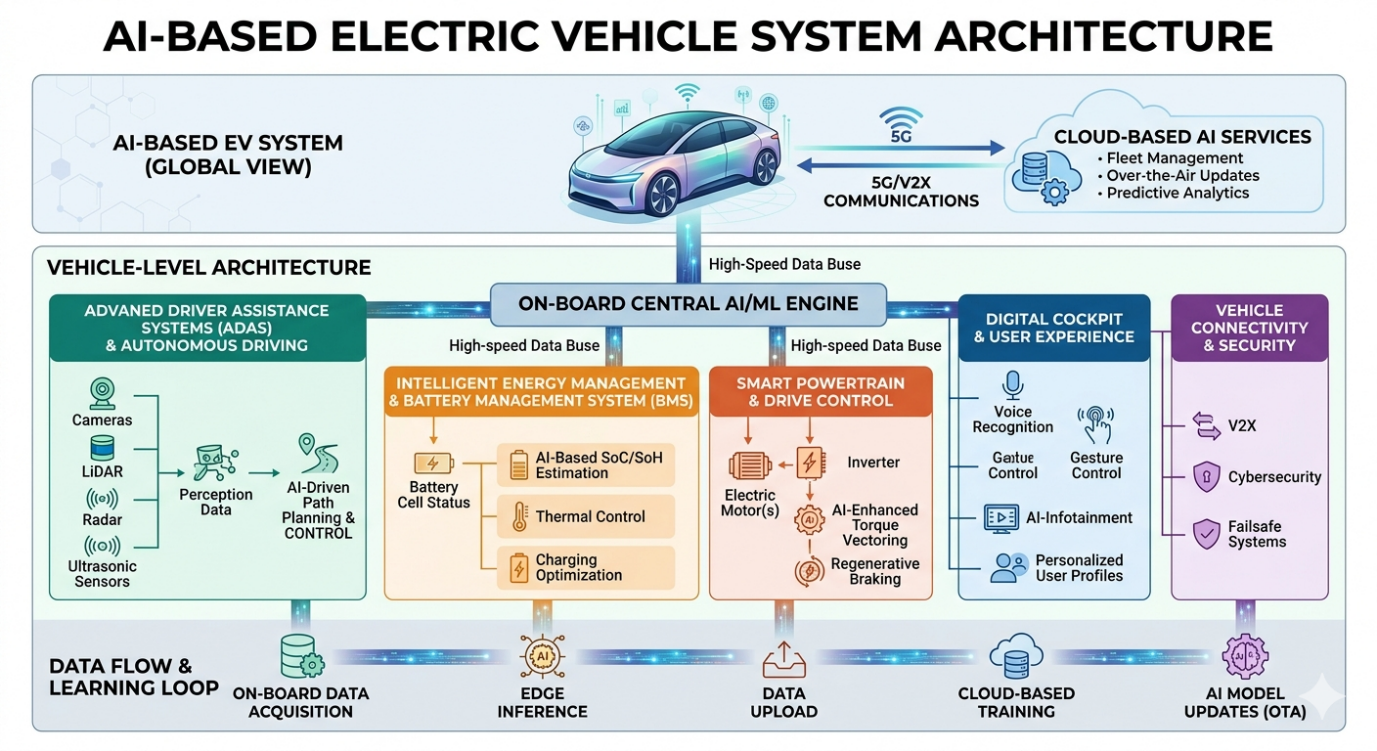 AI-BASED ELECTRIC VEHICLE SYSTEM ARCHITECTURE
AI-BASED EV SYSTEM
(GLOBAL VIEW)
5G
5G/V2X
COMMUNICATIONS
CLOUD-BASED AI SERVICES
• Fleet Management
• Over-the-Air Updates
• Predictive Analytics
VEHICLE-LEVEL ARCHITECTURE
High-Speed Data Buse
ON-BOARD CENTRAL AI/ML ENGINE
High-speed Data Buse
High-speed Data Buse
ADVANED DRIVER ASSISTANCE
SYSTEMS (ADAS)
& AUTONOMOUS DRIVING
Cameras
LiDAR
Radar
Ultrasonic
Sensors
Perception
Data
AI-Driven
Path
Planning &
CONTROL
INTELLIGENT ENERGY MANAGEMENT
& BATTERY MANAGEMENT SYSTEM (BMS)
Battery
Cell Status
AI-Based SoC/SoH
Estimation
Thermal Control
Charging
Optimization
SMART POWERTRAIN
& DRIVE CONTROL
Electric
Motor(s)
Inverter
AI
AI-Enhanced
Torque
Vectoring
Regenerative
Braking
DIGITAL COCKPIT
& USER EXPERIENCE
Voice
Recognition
Control
Gesture
Control
AI-Infotainment
Personalized
User Profiles
VEHICLE
CONNECTIVITY
& SECURITY
V2X
Cybersecurity
Failsafe
Systems
DATA FLOW &
LEARNING LOOP
ON-BOARD DATA
ACQUISITION
AI
EDGE
INFERENCE
DATA
UPLOAD
CLOUD-BASED
TRAINING
AI MODEL
UPDATES (OTA)